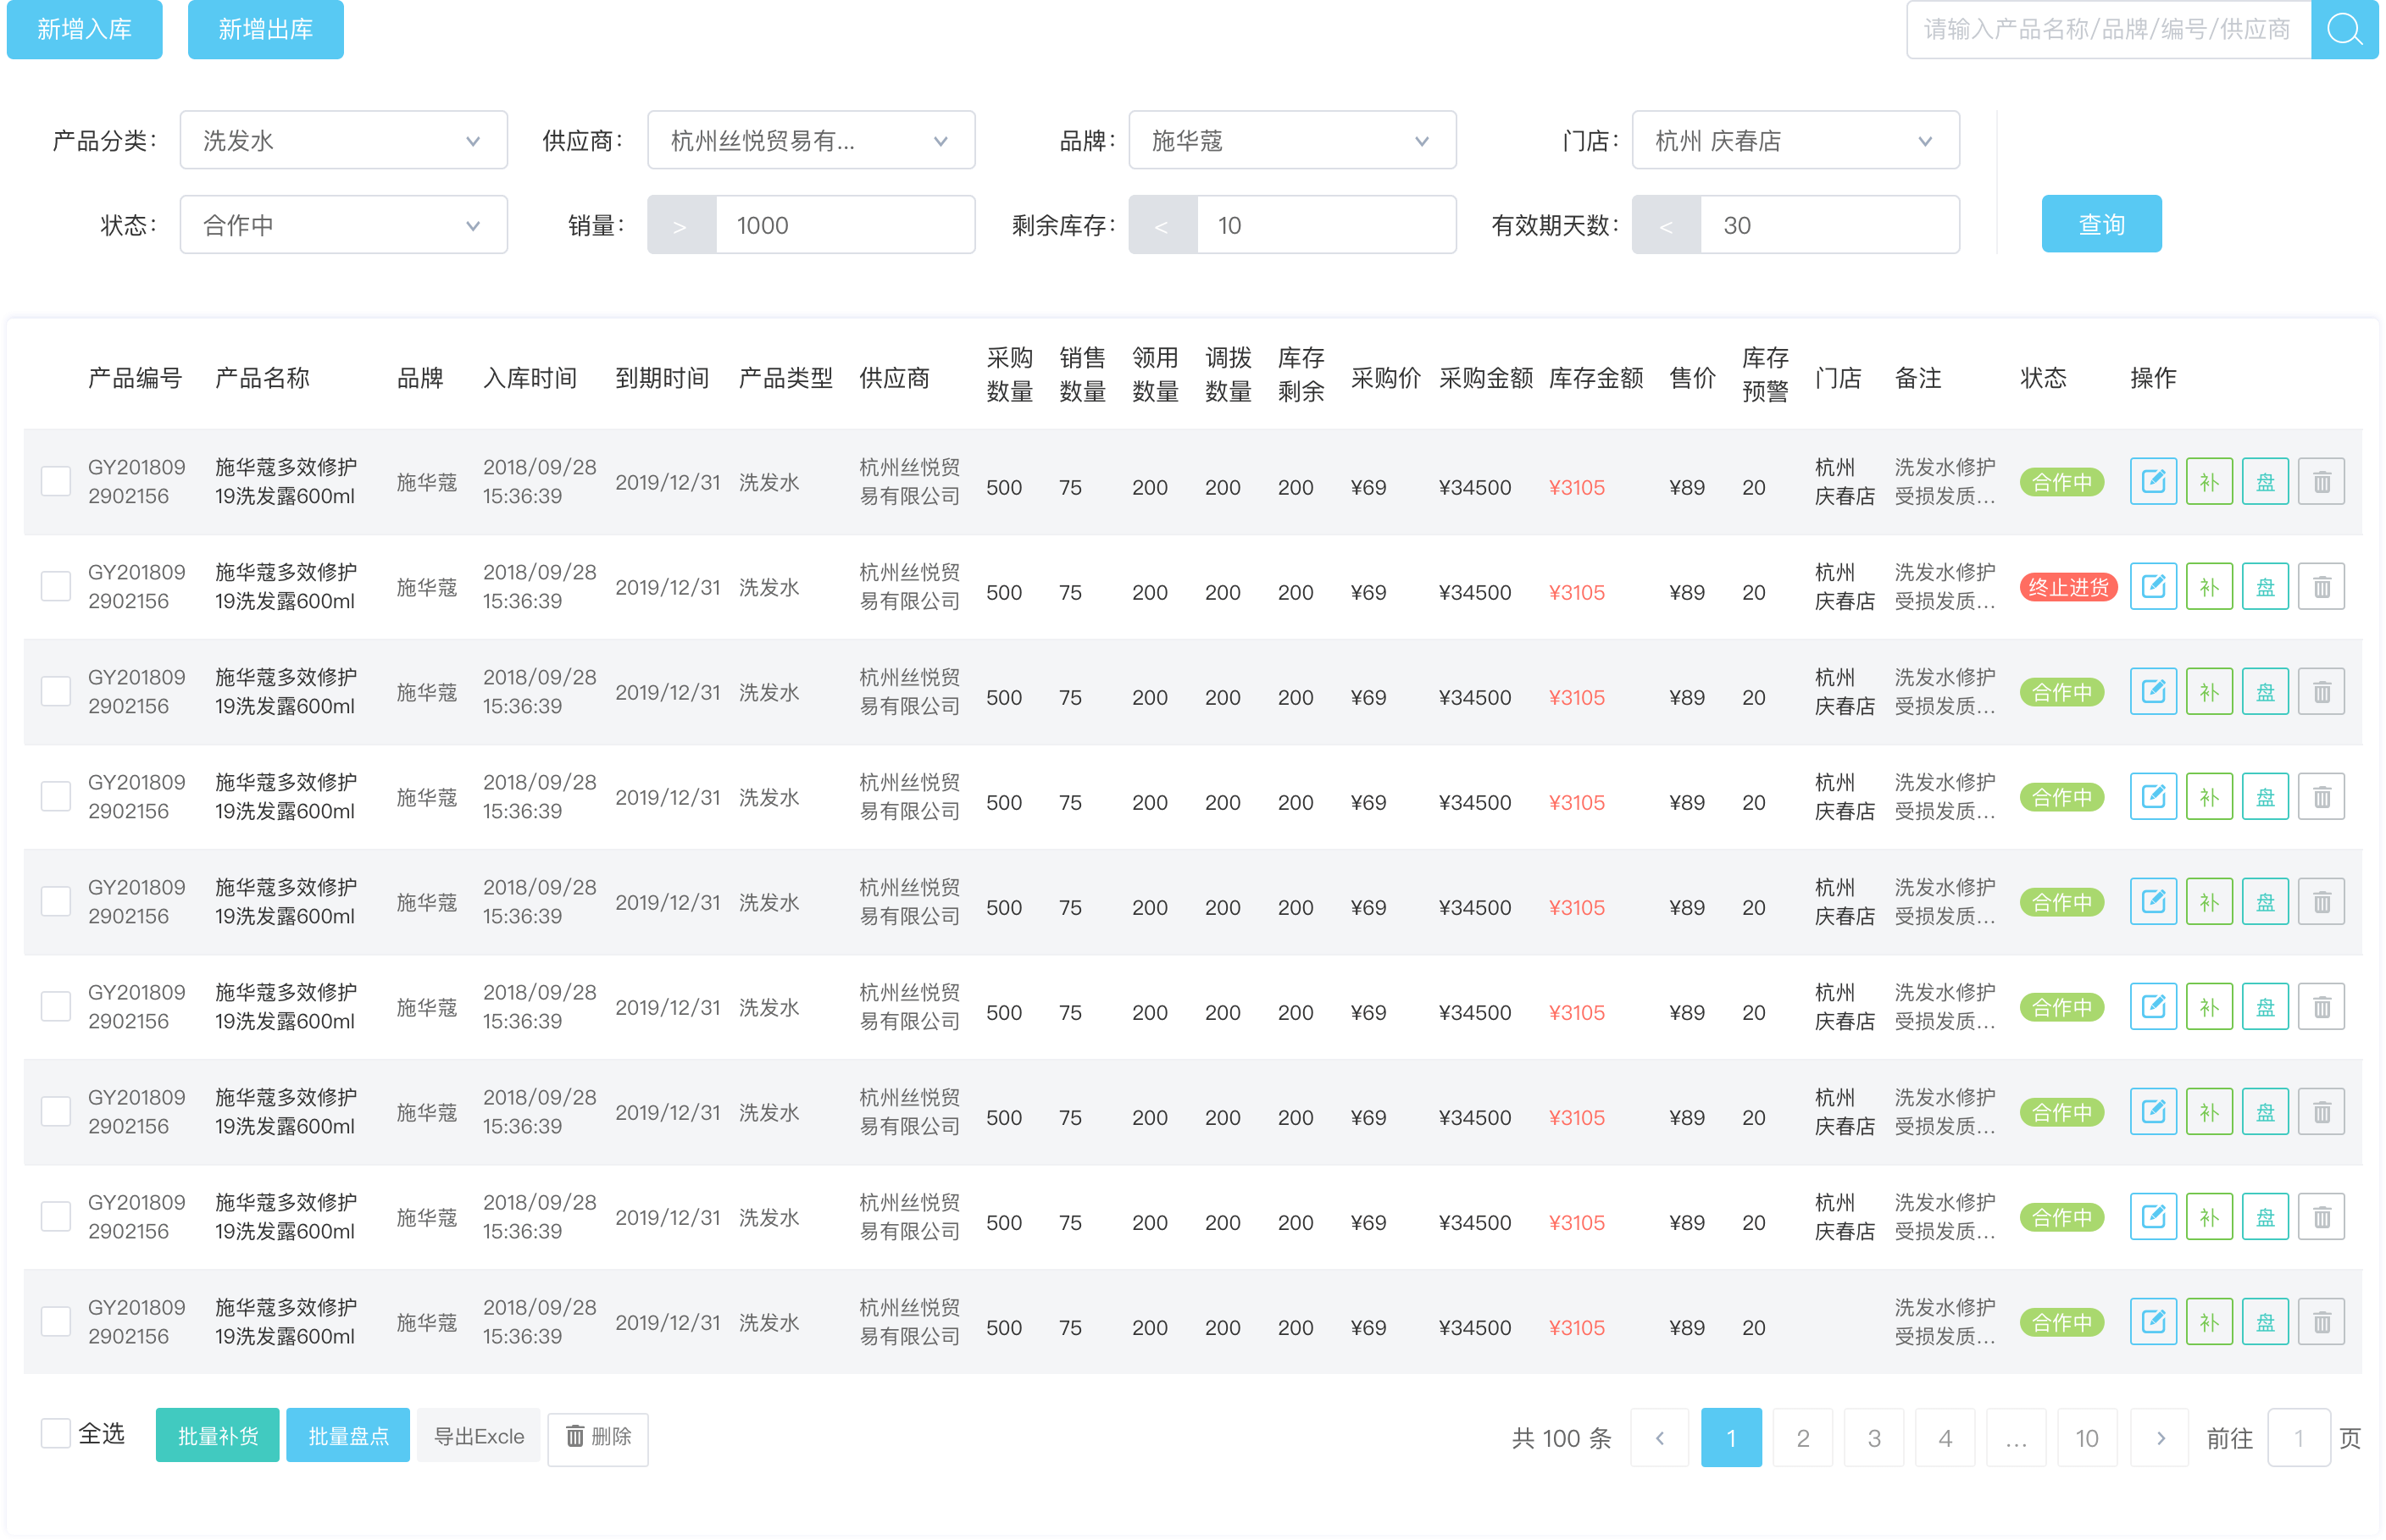 新增入库 新增出库 请输入产品名称/品牌/编号/供应商
产品分类： 洗发水 供应商： 杭州丝悦贸易有... 品牌： 施华蔻 门店： 杭州 庆春店
状态： 合作中 销量： > 1000 剩余库存： < 10 有效期天数： < 30 查询
产品编号 产品名称 品牌 入库时间 到期时间 产品类型 供应商 采购数量 销售数量 领用数量 调拨数量 库存剩余 采购价 采购金额 库存金额 售价 库存预警 门店 备注 状态 操作
GY201809 施华蔻多效修护 施华蔻 2018/09/28 2019/12/31 洗发水 杭州丝悦贸 500 75 200 200 200 ¥69 ¥34500 ¥3105 ¥89 20 杭州 洗发水修护 合作中 补 盘
2902156 19洗发露600ml 15:36:39 易有限公司 庆春店 受损发质...
GY201809 施华蔻多效修护 施华蔻 2018/09/28 2019/12/31 洗发水 杭州丝悦贸 500 75 200 200 200 ¥69 ¥34500 ¥3105 ¥89 20 杭州 洗发水修护 终止进货 补 盘
2902156 19洗发露600ml 15:36:39 易有限公司 庆春店 受损发质...
GY201809 施华蔻多效修护 施华蔻 2018/09/28 2019/12/31 洗发水 杭州丝悦贸 500 75 200 200 200 ¥69 ¥34500 ¥3105 ¥89 20 杭州 洗发水修护 合作中 补 盘
2902156 19洗发露600ml 15:36:39 易有限公司 庆春店 受损发质...
GY201809 施华蔻多效修护 施华蔻 2018/09/28 2019/12/31 洗发水 杭州丝悦贸 500 75 200 200 200 ¥69 ¥34500 ¥3105 ¥89 20 杭州 洗发水修护 合作中 补 盘
2902156 19洗发露600ml 15:36:39 易有限公司 庆春店 受损发质...
GY201809 施华蔻多效修护 施华蔻 2018/09/28 2019/12/31 洗发水 杭州丝悦贸 500 75 200 200 200 ¥69 ¥34500 ¥3105 ¥89 20 杭州 洗发水修护 合作中 补 盘
2902156 19洗发露600ml 15:36:39 易有限公司 庆春店 受损发质...
GY201809 施华蔻多效修护 施华蔻 2018/09/28 2019/12/31 洗发水 杭州丝悦贸 500 75 200 200 200 ¥69 ¥34500 ¥3105 ¥89 20 杭州 洗发水修护 合作中 补 盘
2902156 19洗发露600ml 15:36:39 易有限公司 庆春店 受损发质...
GY201809 施华蔻多效修护 施华蔻 2018/09/28 2019/12/31 洗发水 杭州丝悦贸 500 75 200 200 200 ¥69 ¥34500 ¥3105 ¥89 20 杭州 洗发水修护 合作中 补 盘
2902156 19洗发露600ml 15:36:39 易有限公司 庆春店 受损发质...
GY201809 施华蔻多效修护 施华蔻 2018/09/28 2019/12/31 洗发水 杭州丝悦贸 500 75 200 200 200 ¥69 ¥34500 ¥3105 ¥89 20 杭州 洗发水修护 合作中 补 盘
2902156 19洗发露600ml 15:36:39 易有限公司 庆春店 受损发质...
GY201809 施华蔻多效修护 施华蔻 2018/09/28 2019/12/31 洗发水 杭州丝悦贸 500 75 200 200 200 ¥69 ¥34500 ¥3105 ¥89 20 洗发水修护 合作中 补 盘
2902156 19洗发露600ml 15:36:39 易有限公司 受损发质...
全选 批量补货 批量盘点 导出Excle 删除 共 100 条 < 1 2 3 4 ... 10 > 前往 1 页